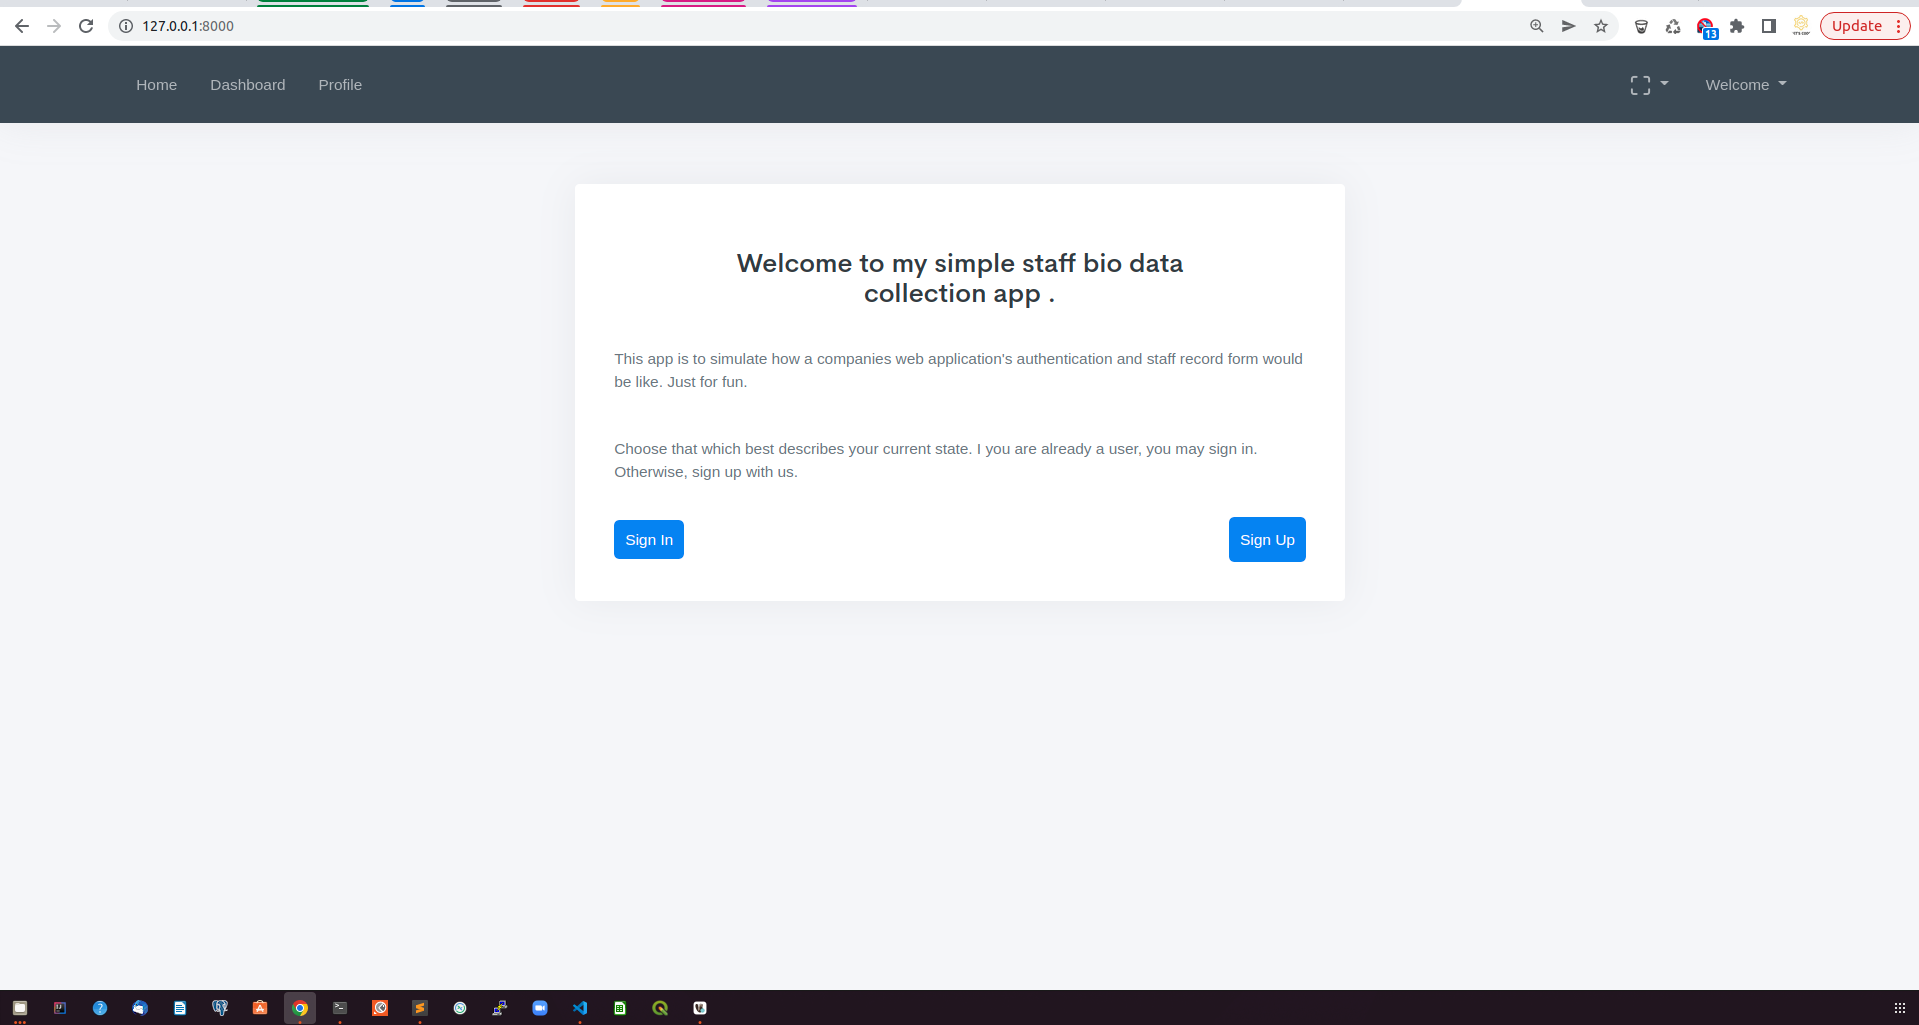 127.0.0.1:8000
13
Update
Home Dashboard Profile Welcome
Welcome to my simple staff bio data
collection app .
This app is to simulate how a companies web application's authentication and staff record form would
be like. Just for fun.
Choose that which best describes your current state. I you are already a user, you may sign in.
Otherwise, sign up with us.
Sign In Sign Up